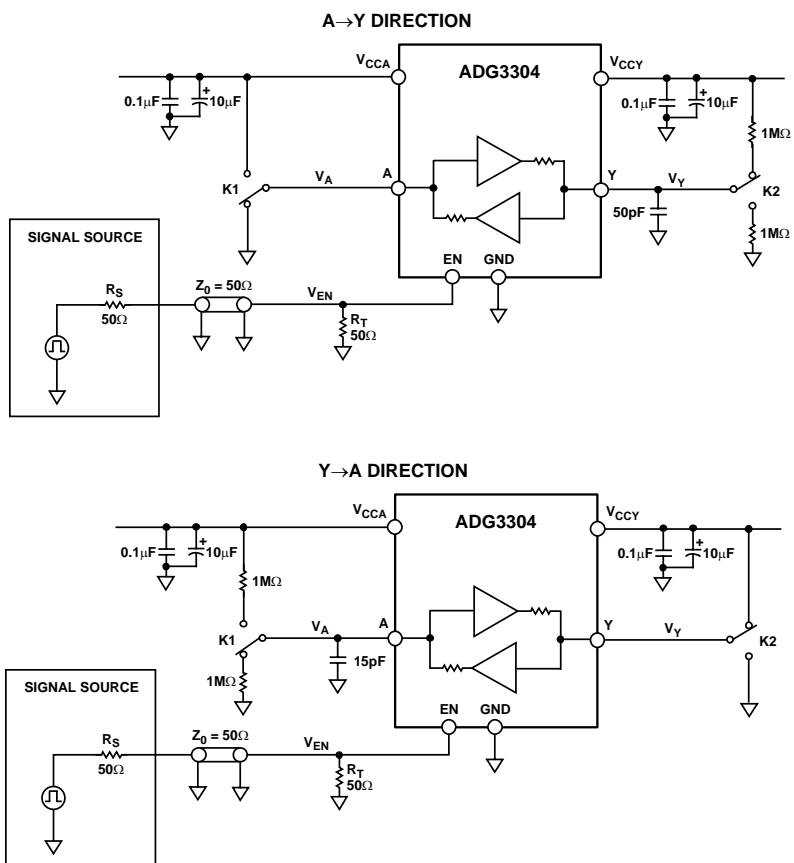 A→Y DIRECTION
V_CCA
ADG3304
V_CCY
0.1µF
+
10µF
0.1µF
+
10µF
1MΩ
K1
V_A
A
Y
V_Y
K2
50pF
1MΩ
SIGNAL SOURCE
EN
GND
R_S
50Ω
Z_0 = 50Ω
V_EN
R_T
50Ω
Y→A DIRECTION
V_CCA
ADG3304
V_CCY
0.1µF
+
10µF
0.1µF
+
10µF
1MΩ
K1
V_A
A
Y
V_Y
K2
15pF
1MΩ
SIGNAL SOURCE
EN
GND
R_S
50Ω
Z_0 = 50Ω
V_EN
R_T
50Ω